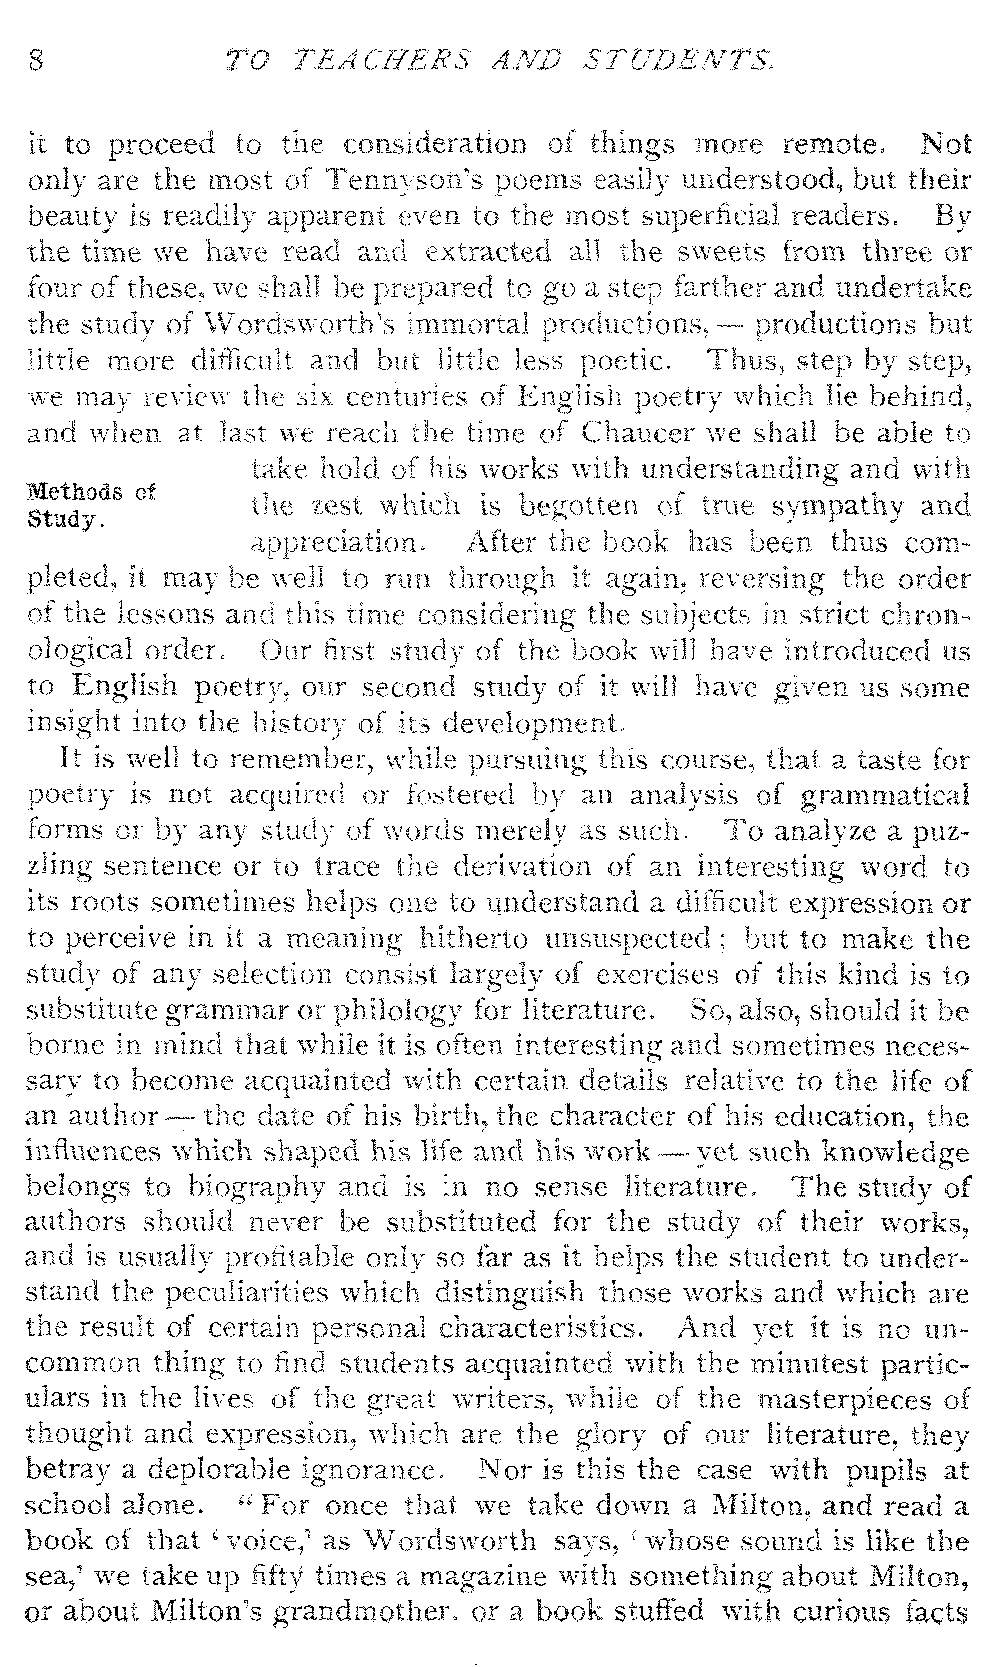 8 TO TEACHERS AND STUDENTS.
it to proceed to the consideration of things more remote. Not
only are the most of Tennyson's poems easily understood, but their
beauty is readily apparent even to the most superficial readers. By
the time we have read and extracted all the sweets from three or
four of these, we shall be prepared to go a step farther and undertake
the study of Wordsworth's immortal productions,— productions but
little more difficult and but little less poetic. Thus, step by step,
we may review the six centuries of English poetry which lie behind,
and when at last we reach the time of Chaucer we shall be able to
take hold of his works with understanding and with
Methods of
Study.
the zest which is begotten of true sympathy and
appreciation. After the book has been thus com-
pleted, it may be well to run through it again, reversing the order
of the lessons and this time considering the subjects in strict chron-
ological order. Our first study of the book will have introduced us
to English poetry, our second study of it will have given us some
insight into the history of its development.
It is well to remember, while pursuing this course, that a taste for
poetry is not acquired or fostered by an analysis of grammatical
forms or by any study of words merely as such. To analyze a puz-
zling sentence or to trace the derivation of an interesting word to
its roots sometimes helps one to understand a difficult expression or
to perceive in it a meaning hitherto unsuspected; but to make the
study of any selection consist largely of exercises of this kind is to
substitute grammar or philology for literature. So, also, should it be
borne in mind that while it is often interesting and sometimes neces-
sary to become acquainted with certain details relative to the life of
an author — the date of his birth, the character of his education, the
influences which shaped his life and his work — yet such knowledge
belongs to biography and is in no sense literature. The study of
authors should never be substituted for the study of their works,
and is usually profitable only so far as it helps the student to under-
stand the peculiarities which distinguish those works and which are
the result of certain personal characteristics. And yet it is no un-
common thing to find students acquainted with the minutest partic-
ulars in the lives of the great writers, while of the masterpieces of
thought and expression, which are the glory of our literature, they
betray a deplorable ignorance. Nor is this the case with pupils at
school alone. “For once that we take down a Milton, and read a
book of that ‘voice,’ as Wordsworth says, ‘whose sound is like the
sea,’ we take up fifty times a magazine with something about Milton,
or about Milton's grandmother, or a book stuffed with curious facts